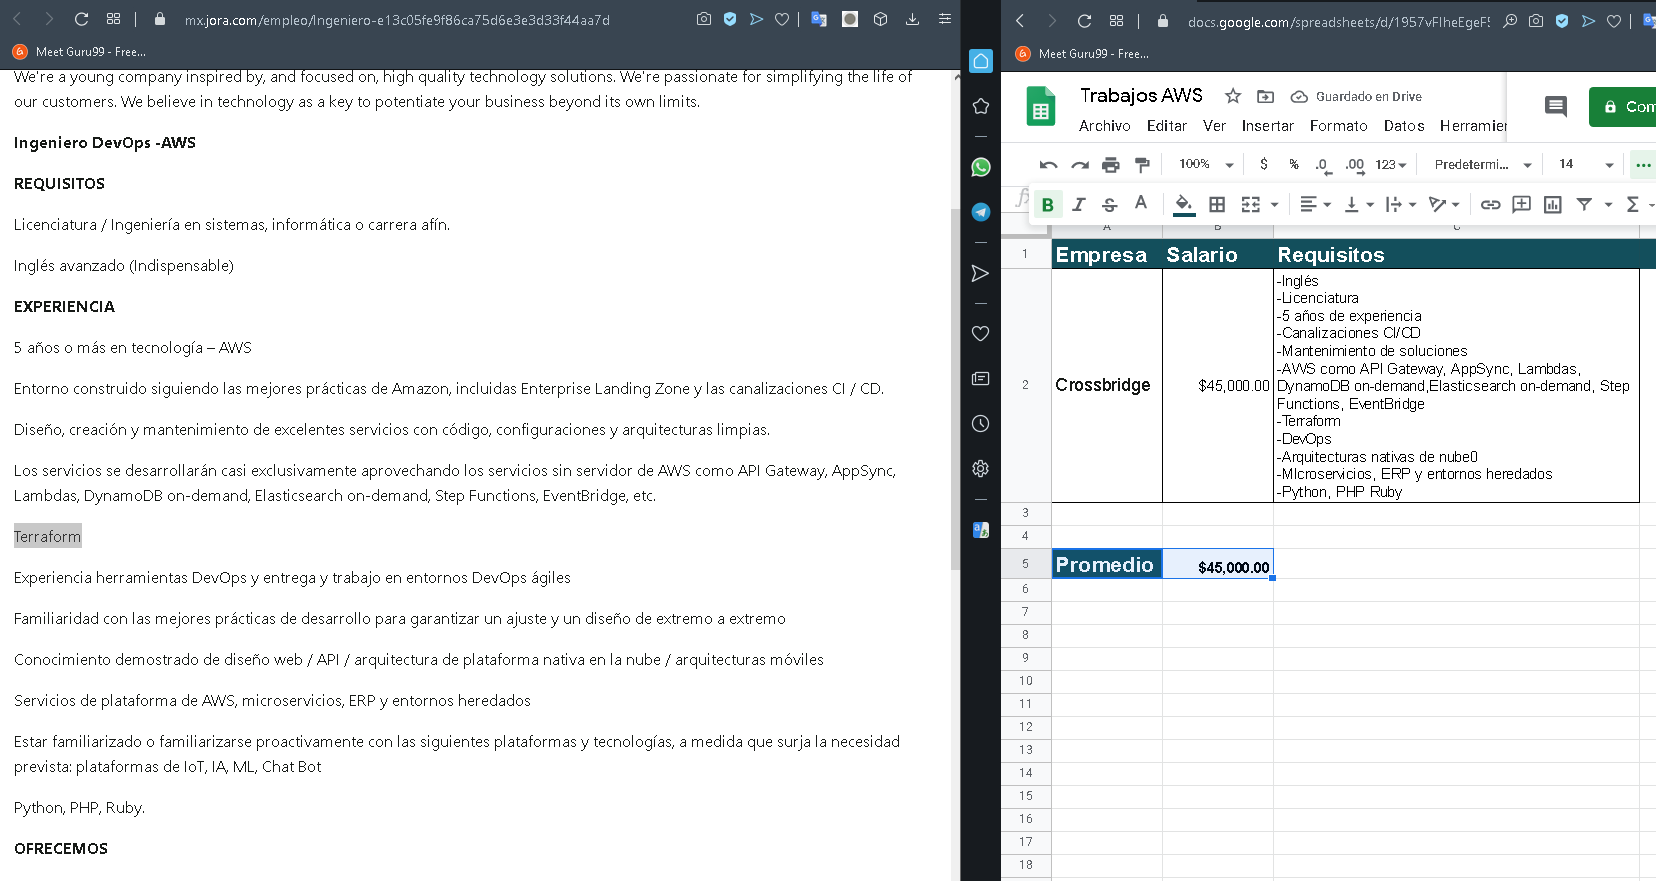 mx.jora.com/empleo/Ingeniero-e13c05fe9f86ca75d6e3e3d33f44aa7d
Meet Guru99 - Free...
We're a young company inspired by, and focused on, high quality technology solutions. We're passionate for simplifying the life of
our customers. We believe in technology as a key to potentiate your business beyond its own limits.
Ingeniero DevOps -AWS
REQUISITOS
Licenciatura / Ingeniería en sistemas, informática o carrera afín.
Inglés avanzado (Indispensable)
EXPERIENCIA
5 años o más en tecnología – AWS
Entorno construido siguiendo las mejores prácticas de Amazon, incluidas Enterprise Landing Zone y las canalizaciones CI / CD.
Diseño, creación y mantenimiento de excelentes servicios con código, configuraciones y arquitecturas limpias.
Los servicios se desarrollarán casi exclusivamente aprovechando los servicios sin servidor de AWS como API Gateway, AppSync,
Lambdas, DynamoDB on-demand, Elasticsearch on-demand, Step Functions, EventBridge, etc.
Terraform
Experiencia herramientas DevOps y entrega y trabajo en entornos DevOps ágiles
Familiaridad con las mejores prácticas de desarrollo para garantizar un ajuste y un diseño de extremo a extremo
Conocimiento demostrado de diseño web / API / arquitectura de plataforma nativa en la nube / arquitecturas móviles
Servicios de plataforma de AWS, microservicios, ERP y entornos heredados
Estar familiarizado o familiarizarse proactivamente con las siguientes plataformas y tecnologías, a medida que surja la necesidad
prevista: plataformas de IoT, IA, ML, Chat Bot
Python, PHP, Ruby.
OFRECEMOS
docs.google.com/spreadsheets/d/1957vFIheEgeF
Meet Guru99 - Free...
Trabajos AWS
Guardado en Drive
Archivo Editar Ver Insertar Formato Datos Herramier
Com
100% $ % .0 .00 123 Predetermi... 14
B I S A Σ
fx
A B C
1 Empresa Salario Requisitos
-Inglés
-Licenciatura
-5 años de experiencia
-Canalizaciones CI/CD
-Mantenimiento de soluciones
-AWS como API Gateway, AppSync, Lambdas,
2 Crossbridge $45,000.00 DynamoDB on-demand,Elasticsearch on-demand, Step
Functions, EventBridge
-Terraform
-DevOps
-Arquitecturas nativas de nube0
-MIcroservicios, ERP y entornos heredados
-Python, PHP Ruby
3
4
5 Promedio $45,000.00
6
7
8
9
10
11
12
13
14
15
16
17
18